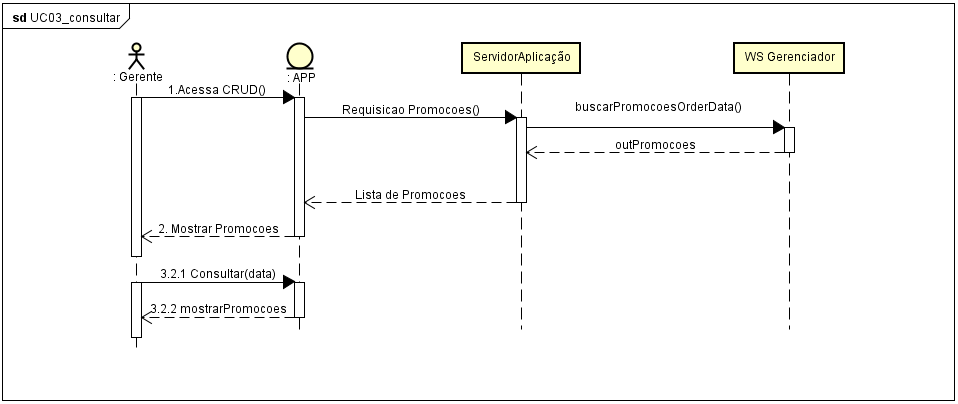 sd UC03_consultar
: Gerente
: APP
ServidorAplicação
WS Gerenciador
1.Acessa CRUD()
Requisicao Promocoes()
buscarPromocoesOrderData()
outPromocoes
Lista de Promocoes
2. Mostrar Promocoes
3.2.1 Consultar(data)
3.2.2 mostrarPromocoes